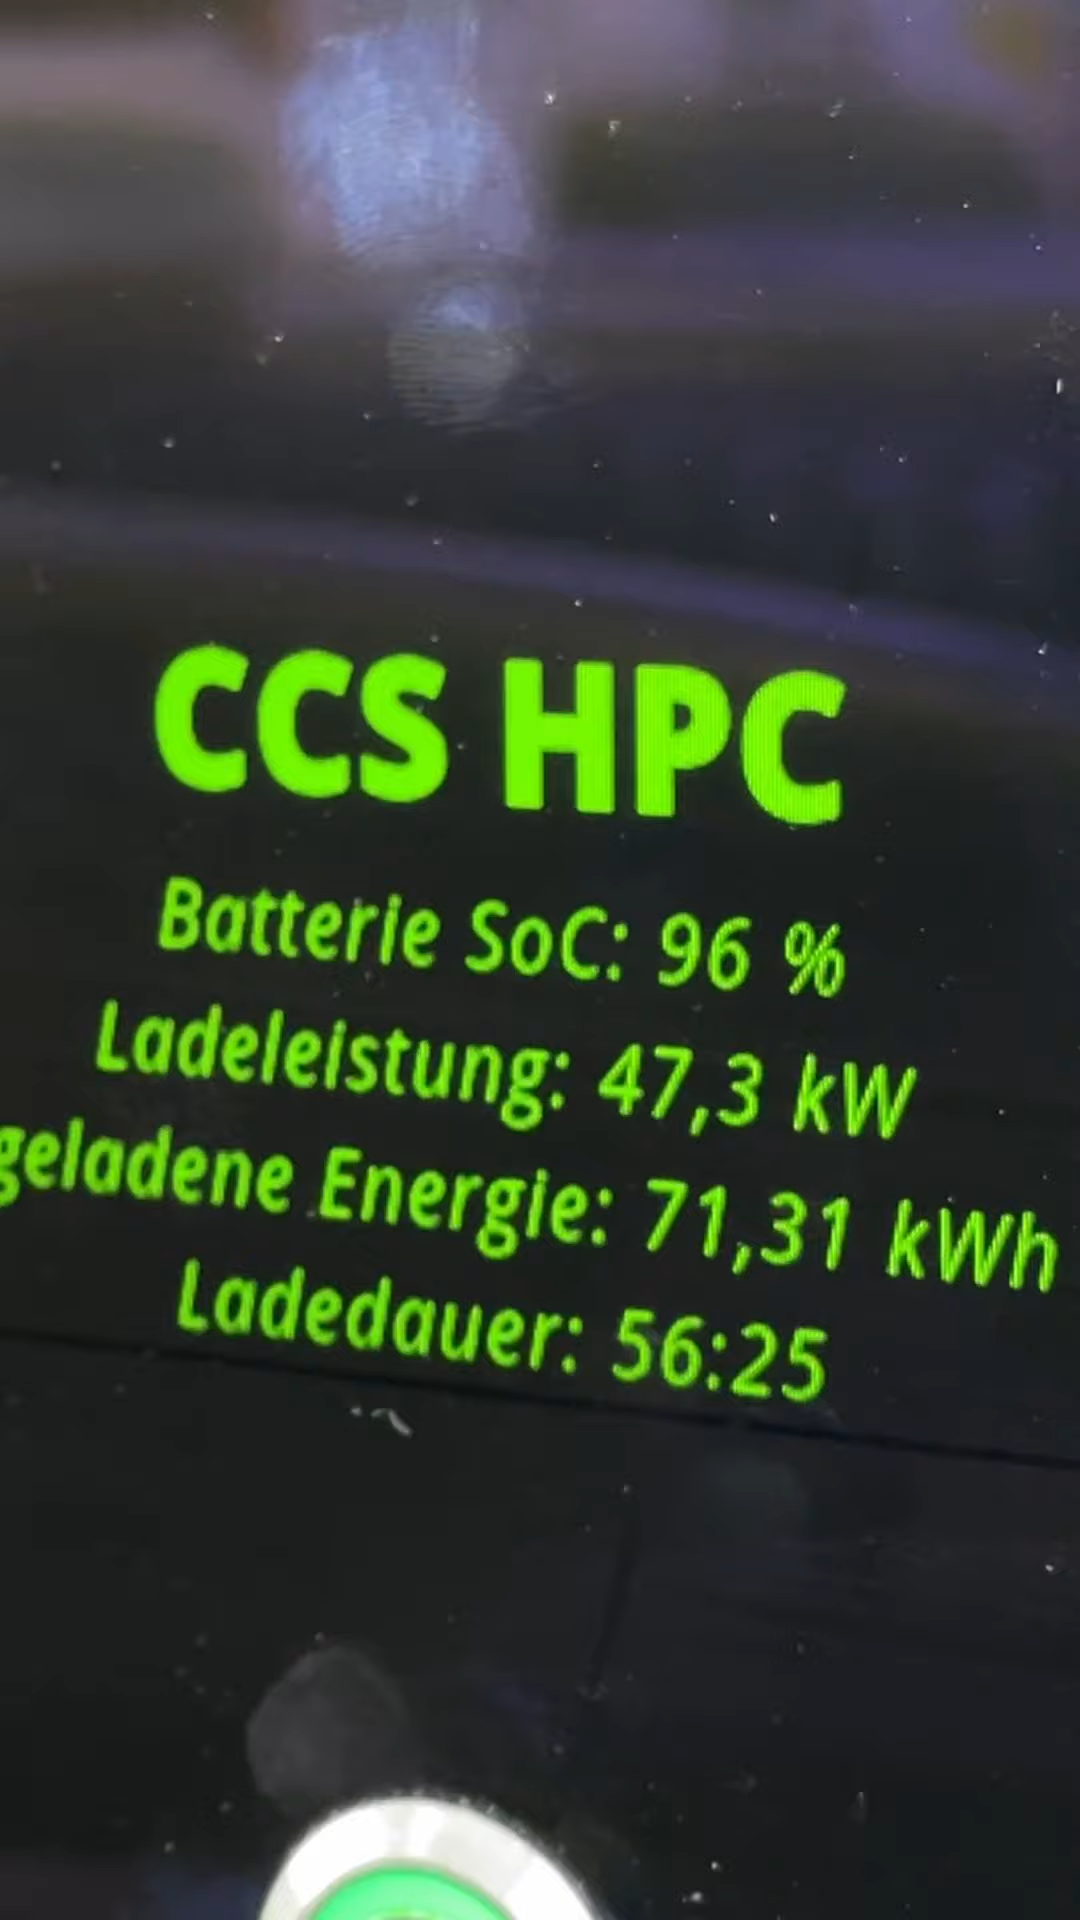 CCS HPC
Batterie SoC: 96 %
Ladeleistung: 47,3 kW
geladene Energie: 71,31 kWh
Ladedauer: 56:25